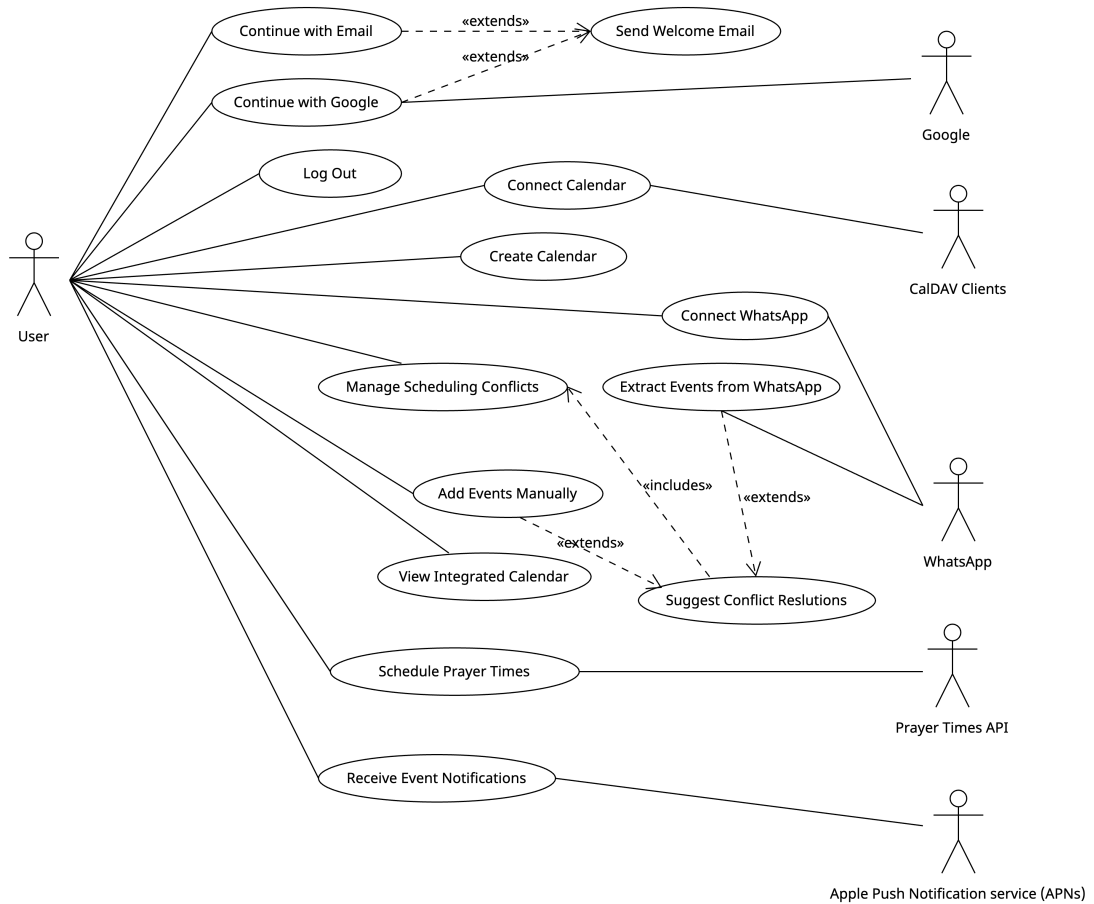 Continue with Email
«extends»
Send Welcome Email
«extends»
Continue with Google
Google
Log Out
Connect Calendar
CalDAV Clients
Create Calendar
User
Connect WhatsApp
Manage Scheduling Conflicts
Extract Events from WhatsApp
«includes»
«extends»
Add Events Manually
«extends»
WhatsApp
View Integrated Calendar
Suggest Conflict Reslutions
Schedule Prayer Times
Prayer Times API
Receive Event Notifications
Apple Push Notification service (APNs)